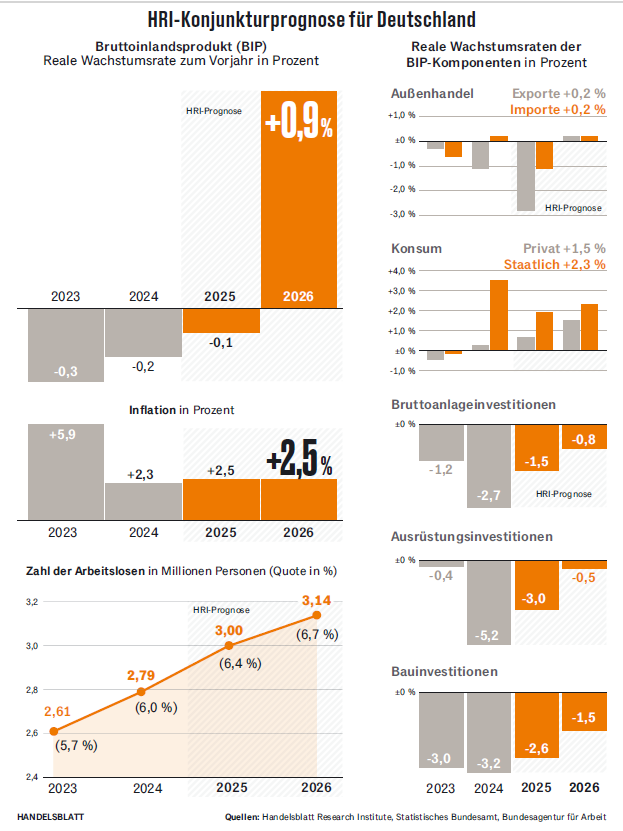 HRI-Konjunkturprognose für Deutschland
Bruttoinlandsprodukt (BIP)
Reale Wachstumsrate zum Vorjahr in Prozent
HRI-Prognose
+0,9 %
2023
2024
2025
2026
-0,3
-0,2
-0,1
Inflation in Prozent
+5,9
+2,3
+2,5
+2,5 %
2023
2024
2025
2026
Zahl der Arbeitslosen in Millionen Personen (Quote in %)
3,2
3,0
2,8
2,6
2,4
HRI-Prognose
2,61
(5,7 %)
2,79
(6,0 %)
3,00
(6,4 %)
3,14
(6,7 %)
2023
2024
2025
2026
Reale Wachstumsraten der
BIP-Komponenten in Prozent
Außenhandel
Exporte +0,2 %
Importe +0,2 %
+1,0 %
±0 %
-1,0 %
-2,0 %
-3,0 %
HRI-Prognose
Konsum
Privat +1,5 %
Staatlich +2,3 %
+4,0 %
+3,0 %
+2,0 %
+1,0 %
±0 %
-1,0 %
Bruttoanlageinvestitionen
±0 %
-1,2
-2,7
-1,5
-0,8
HRI-Prognose
Ausrüstungsinvestitionen
±0 %
-0,4
-5,2
-3,0
-0,5
Bauinvestitionen
±0 %
-3,0
-3,2
-2,6
-1,5
2023
2024
2025
2026
HANDELSBLATT
Quellen: Handelsblatt Research Institute, Statistisches Bundesamt, Bundesagentur für Arbeit